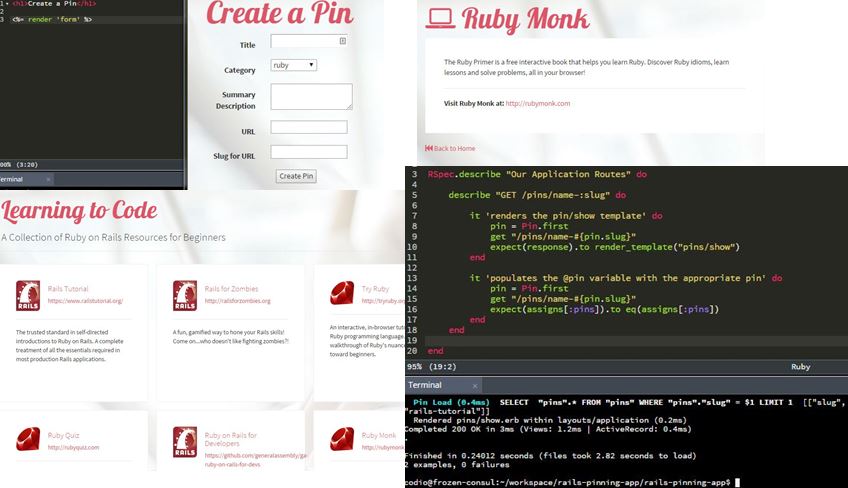 1 <h1>Create a Pin</h1>
2
3 <%= render 'form' %>
00% (3:20)
Terminal ×
Create a Pin
Title
Category ruby
Summary
Description
URL
Slug for URL
Create Pin
Ruby Monk
The Ruby Primer is a free interactive book that helps you learn Ruby. Discover Ruby idioms, learn
lessons and solve problems, all in your browser!
Visit Ruby Monk at: http://rubymonk.com
Back to Home
Learning to Code
A Collection of Ruby on Rails Resources for Beginners
RAILS
Rails Tutorial
https://www.railstutorial.org/
The trusted standard in self-directed
introductions to Ruby on Rails. A complete
treatment of all the essentials required in
most production Rails applications.
RAILS
Rails for Zombies
http://railsforzombies.org
A fun, gamified way to hone your Rails skills!
Come on...who doesn't like fighting zombies?!
Try Ruby
http://tryruby.org
An interactive, in-browser tuto
Ruby programming language.
walkthrough of Ruby's nuance
toward beginners.
Ruby Quiz
http://rubyquiz.com
RAILS
Ruby on Rails for
Developers
https://github.com/generalassembly/ga-
ruby-on-rails-for-devs
Ruby Monk
http://rubymonk
3 RSpec.describe "Our Application Routes" do
4
5 describe "GET /pins/name-:slug" do
6
7 it 'renders the pin/show template' do
8 pin = Pin.first
9 get "/pins/name-#{pin.slug}"
10 expect(response).to render_template("pins/show")
11 end
12
13 it 'populates the @pin variable with the appropriate pin' do
14 pin = Pin.first
15 get "/pins/name-#{pin.slug}"
16 expect(assigns[:pins]).to eq(assigns[:pins])
17 end
18 end
19
20 end
95% (19:2) Ruby
Terminal ×
Pin Load (0.4ms) SELECT "pins".* FROM "pins" WHERE "pins"."slug" = $1 LIMIT 1 [["slug",
"rails-tutorial"]]
Rendered pins/show.erb within layouts/application (0.2ms)
Completed 200 OK in 3ms (Views: 1.2ms | ActiveRecord: 0.4ms)
.
Finished in 0.24012 seconds (files took 2.82 seconds to load)
2 examples, 0 failures
codio@frozen-consul:~/workspace/rails-pinning-app/rails-pinning-app$